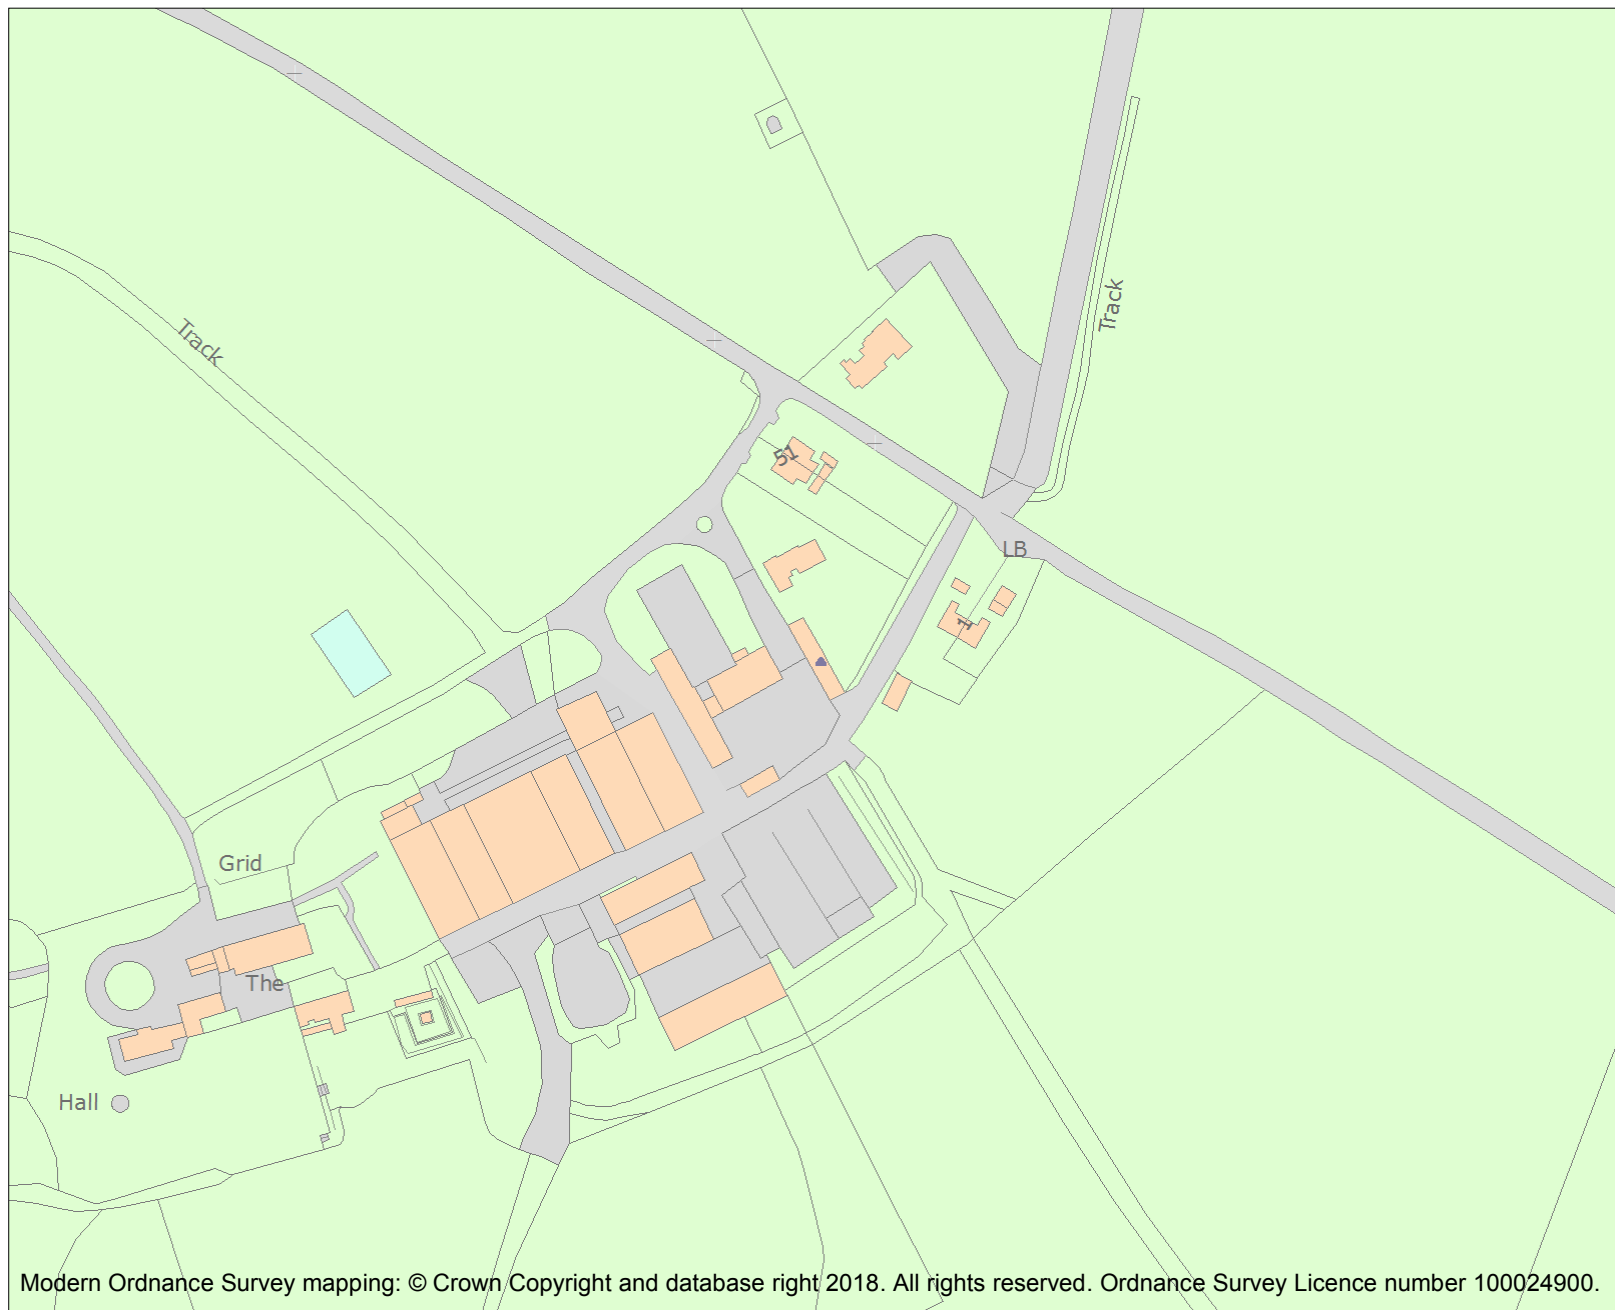 Track
Track
51
LB
1
Grid
The
Hall
Modern Ordnance Survey mapping: © Crown Copyright and database right 2018. All rights reserved. Ordnance Survey Licence number 100024900.